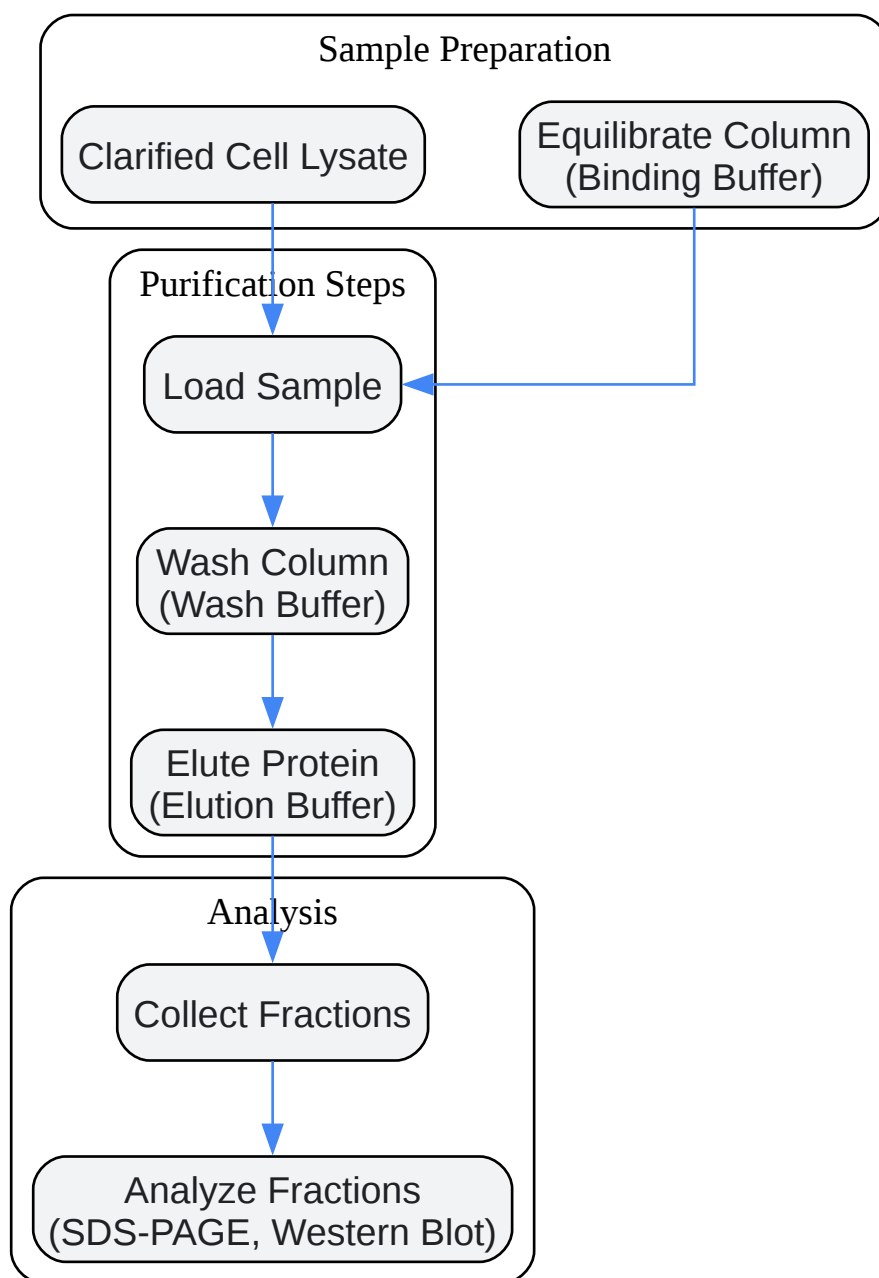 Sample Preparation
Clarified Cell Lysate
Equilibrate Column
(Binding Buffer)
Purification Steps
Load Sample
Wash Column
(Wash Buffer)
Elute Protein
(Elution Buffer)
Analysis
Collect Fractions
Analyze Fractions
(SDS-PAGE, Western Blot)